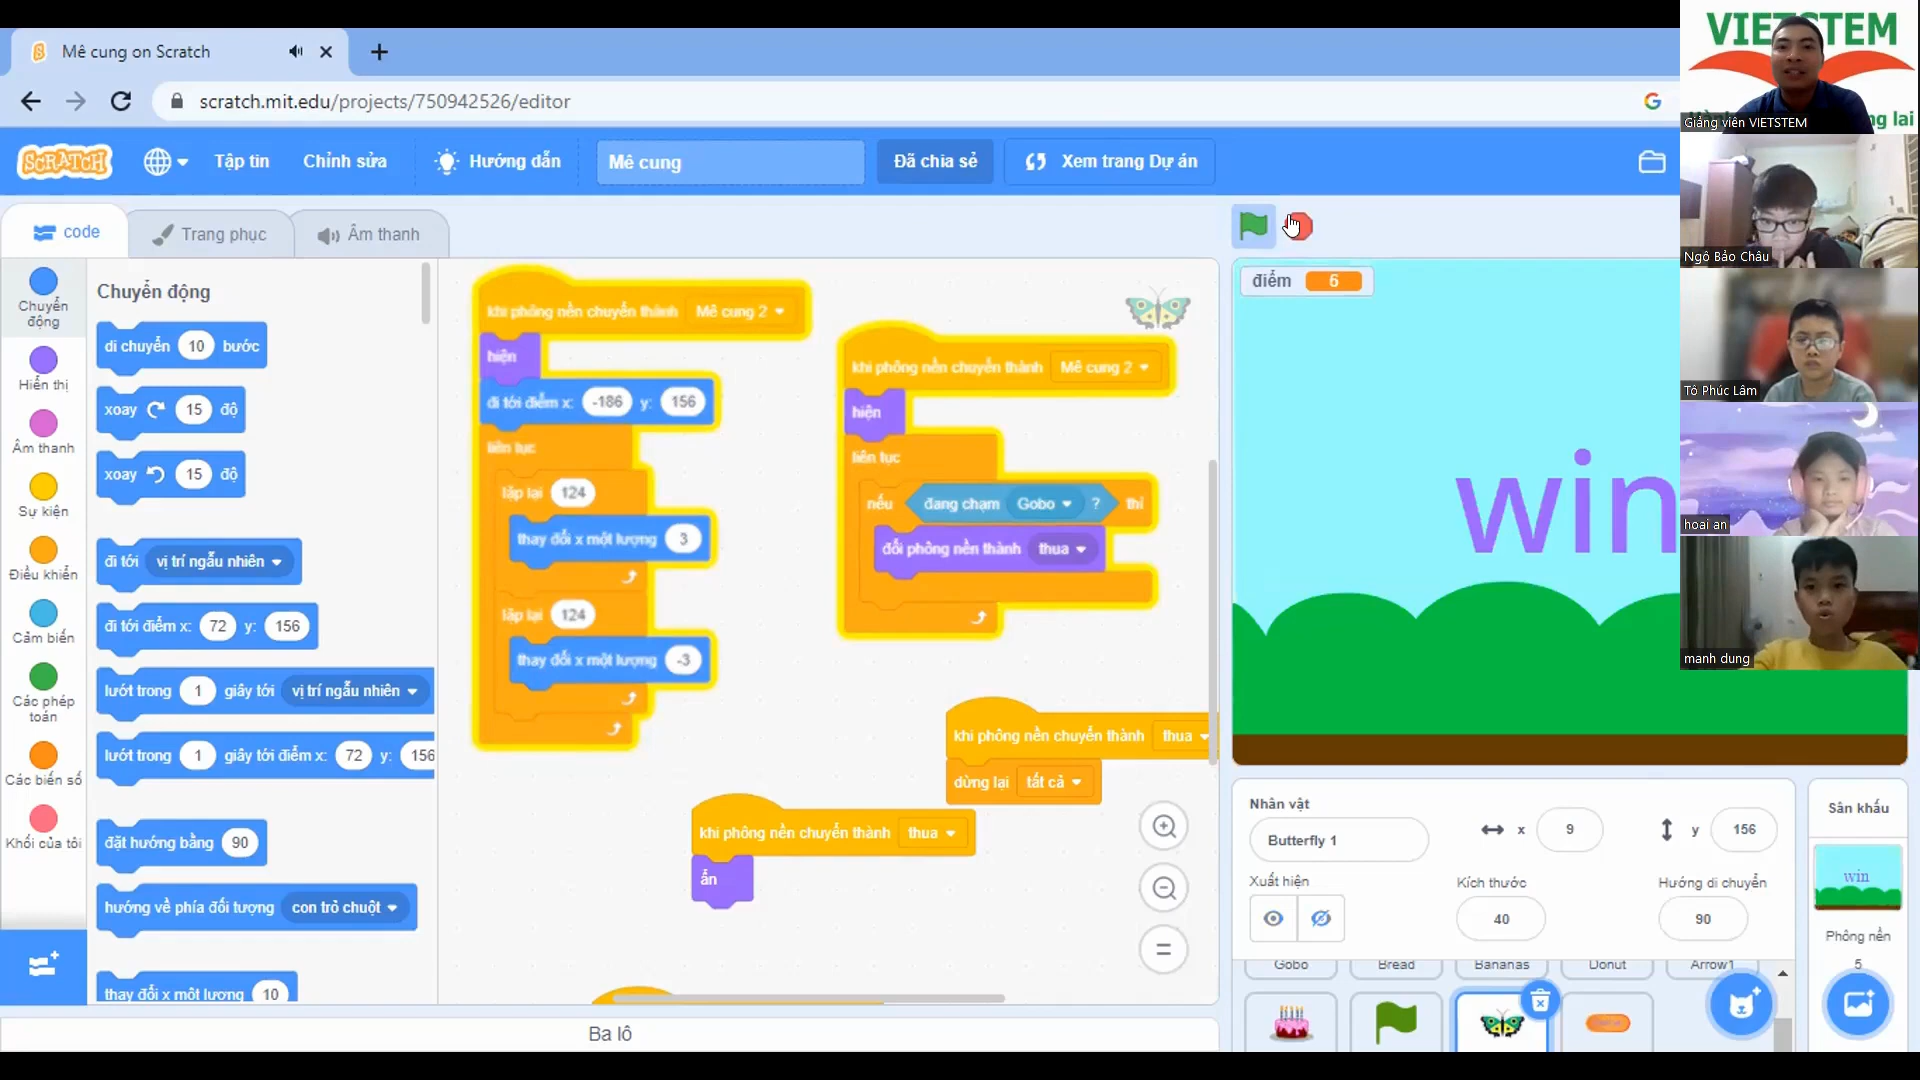 Mê cung on Scratch
scratch.mit.edu/projects/750942526/editor
G
SCRATCH
Tập tin
Chỉnh sửa
Hướng dẫn
Mê cung
Đã chia sẻ
Xem trang Dự án
code
Trang phục
Âm thanh
Chuyển động
Hiển thị
Âm thanh
Sự kiện
Điều khiển
Cảm biến
Các phép toán
Các biến số
Khối của tôi
Chuyển động
di chuyển 10 bước
xoay 15 độ
xoay 15 độ
đi tới vị trí ngẫu nhiên
đi tới điểm x: 72 y: 156
lướt trong 1 giây tới vị trí ngẫu nhiên
lướt trong 1 giây tới điểm x: 72 y: 156
đặt hướng bằng 90
hướng về phía đối tượng con trỏ chuột
thay đổi x một lượng 10
khi phông nền chuyển thành Mê cung 2
hiện
đi tới điểm x: -186 y: 156
liên tục
lặp lại 124
thay đổi x một lượng 3
lặp lại 124
thay đổi x một lượng -3
khi phông nền chuyển thành Mê cung 2
hiện
liên tục
nếu đang chạm Gobo ? thì
đổi phông nền thành thua
khi phông nền chuyển thành thua
dừng lại tất cả
khi phông nền chuyển thành thua
ẩn
Ba lô
điểm 6
win
Nhân vật
Butterfly 1
x 9
y 156
Xuất hiện
Kích thước
40
Hướng di chuyển
90
Gobo
Bread
Bananas
Donut
Arrow1
Sân khấu
win
Phông nền
5
VIETSTEM
ng lai
Giảng viên VIETSTEM
Ngô Bảo Châu
Tô Phúc Lâm
hoai an
manh dung